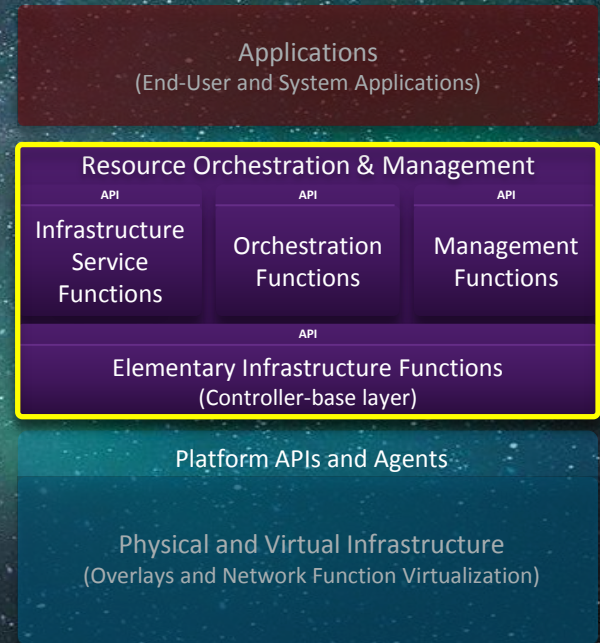 Applications
(End-User and System Applications)
Resource Orchestration & Management
API API API
Infrastructure
Service
Functions
Orchestration
Functions
Management
Functions
API
Elementary Infrastructure Functions
(Controller-base layer)
Platform APIs and Agents
Physical and Virtual Infrastructure
(Overlays and Network Function Virtualization)